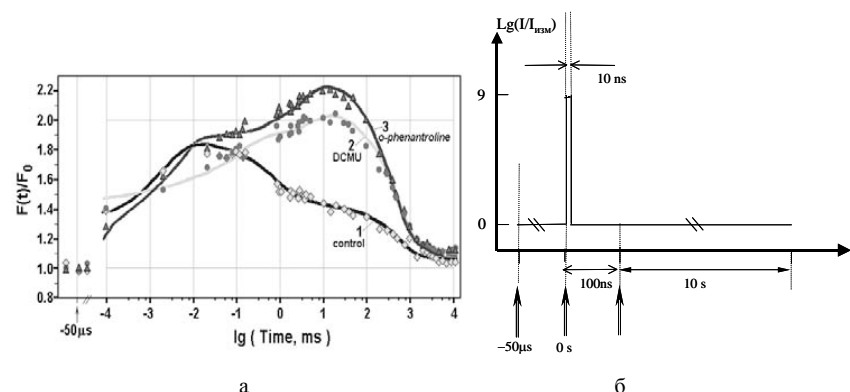 2.2
2.0
1.8
1.6
1.4
1.2
1.0
0.8
F(t)/F₀
3
o-phenantroline
2
DCMU
1
control
-5 -4 -3 -2 -1 0 1 2 3 4
-50μs
lg ( Time, ms )
а
Lg(I/Iизм)
10 ns
9
0
100ns
10 s
–50μs
0 s
б